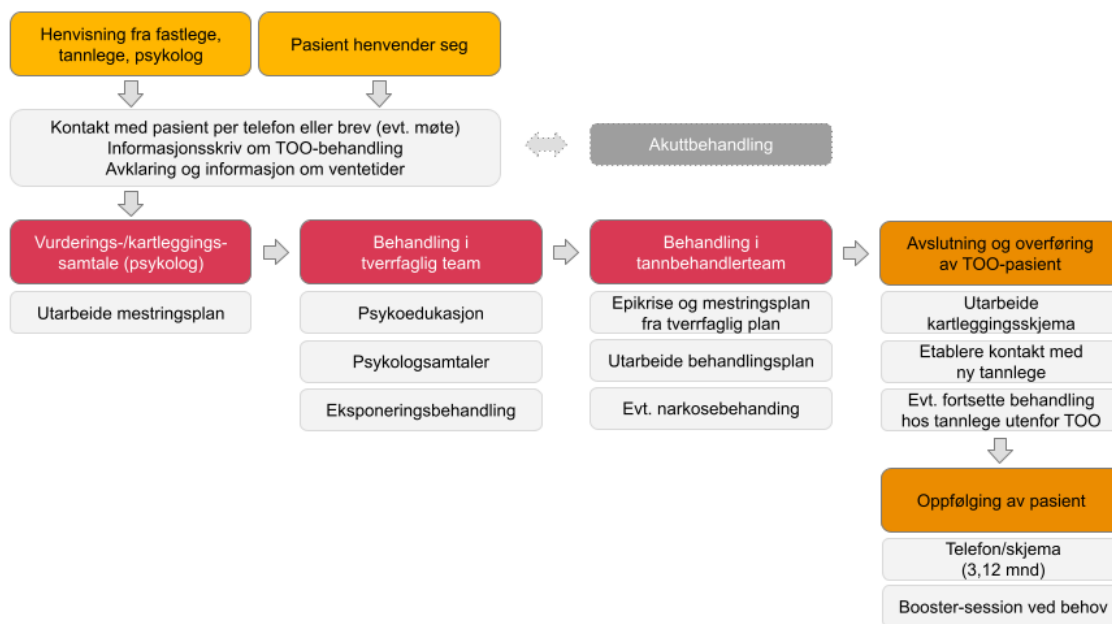 Henvisning fra fastlege,
tannlege, psykolog
Pasient henvender seg
Kontakt med pasient per telefon eller brev (evt. møte)
Informasjonsskriv om TOO-behandling
Avklaring og informasjon om ventetider
Akuttbehandling
Vurderings-/kartleggings-
samtale (psykolog)
Utarbeide mestringsplan
Behandling i
tverrfaglig team
Psykoedukasjon
Psykologsamtaler
Eksponeringsbehandling
Behandling i
tannbehandlerteam
Epikrise og mestringsplan
fra tverrfaglig plan
Utarbeide behandlingsplan
Evt. narkosebehanding
Avslutning og overføring
av TOO-pasient
Utarbeide
kartleggingsskjema
Etablere kontakt med
ny tannlege
Evt. fortsette behandling
hos tannlege utenfor TOO
Oppfølging av pasient
Telefon/skjema
(3,12 mnd)
Booster-session ved behov